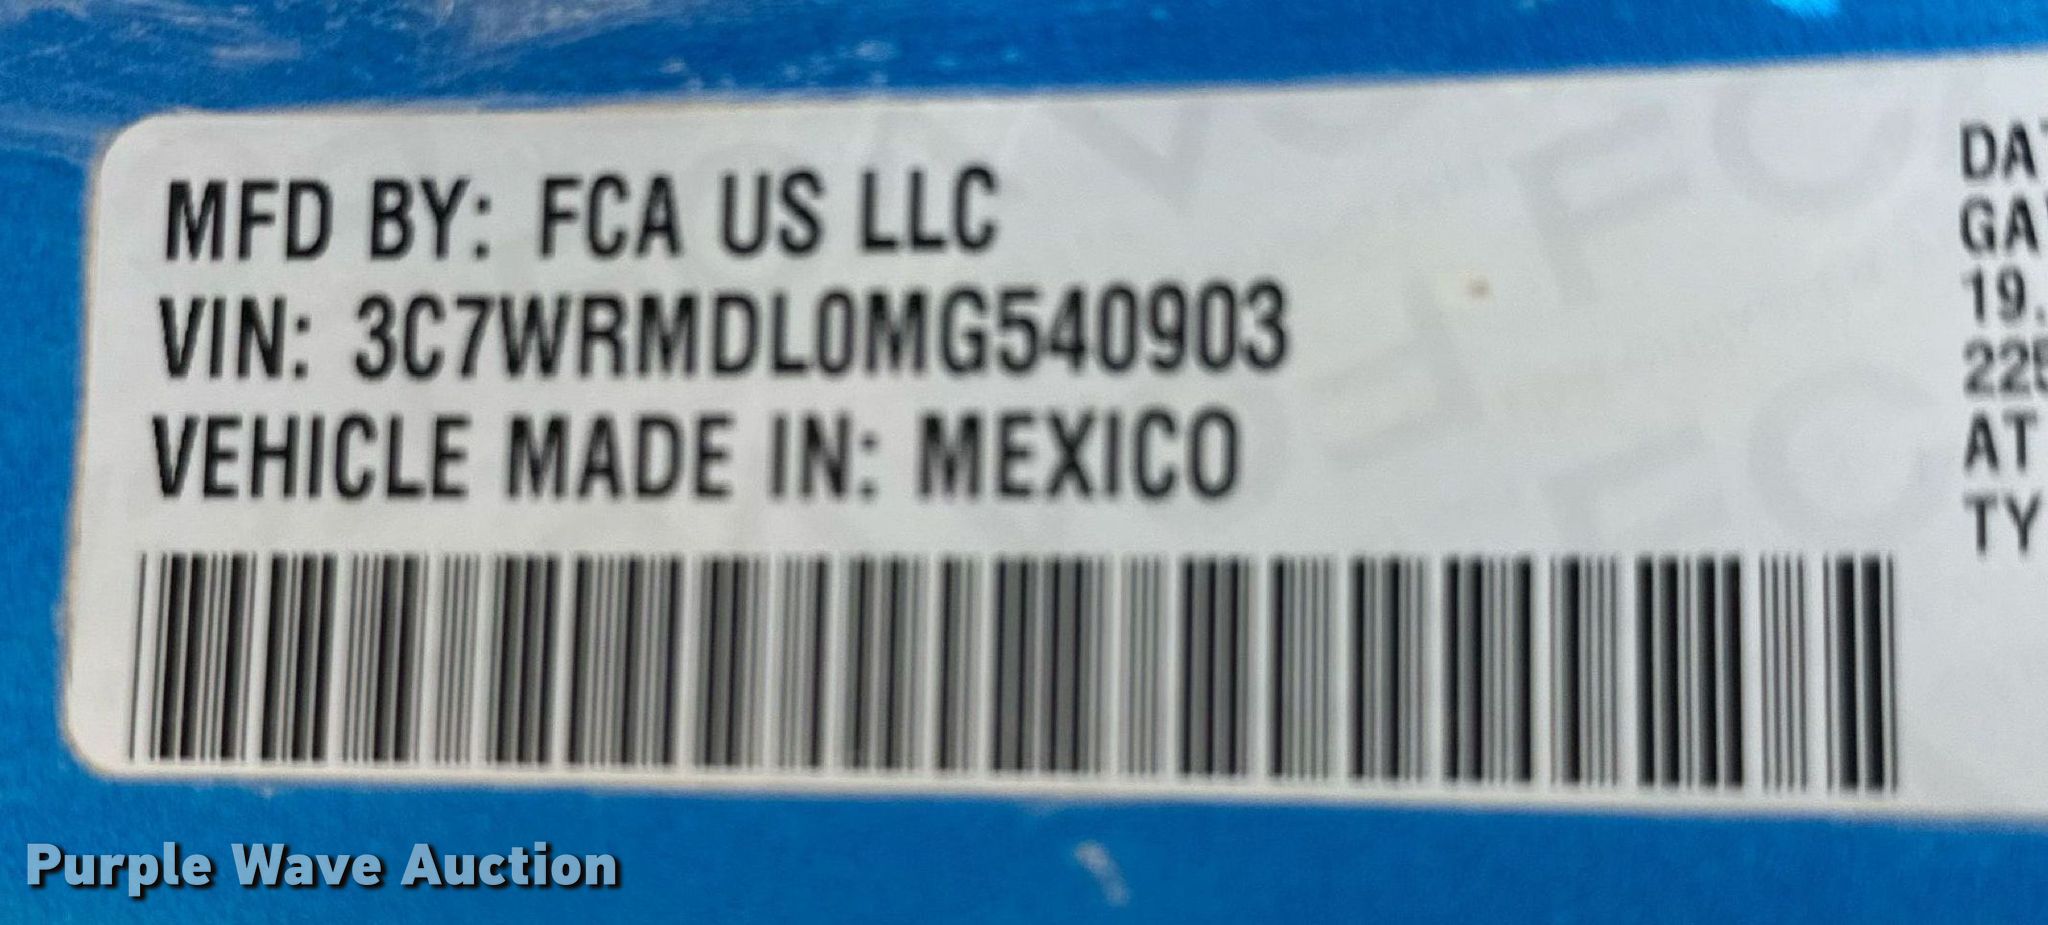 MFD BY: FCA US LLC
VIN: 3C7WRMDL0MG540903
VEHICLE MADE IN: MEXICO
DA
GA
19.
225
AT
TY
Purple Wave Auction